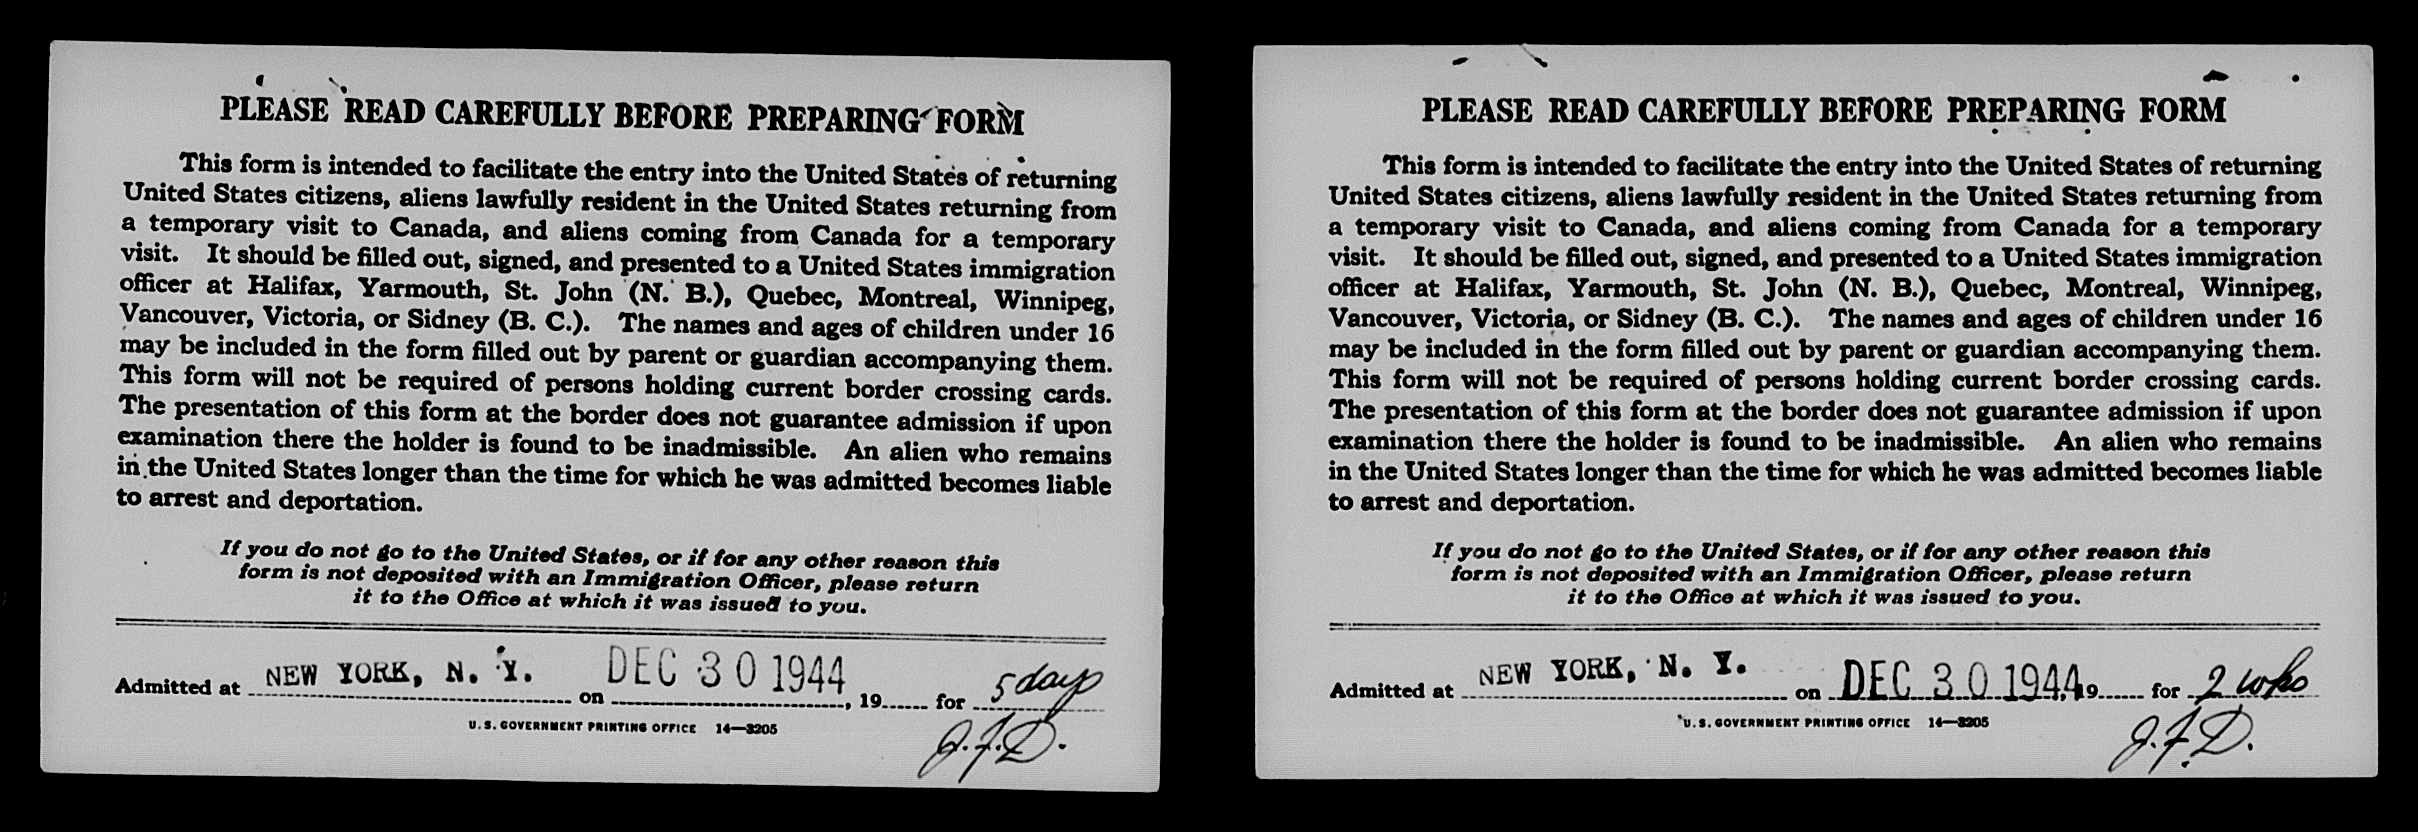 PLEASE READ CAREFULLY BEFORE PREPARING FORM
This form is intended to facilitate the entry into the United States of returning
United States citizens, aliens lawfully resident in the United States returning from
a temporary visit to Canada, and aliens coming from Canada for a temporary
visit. It should be filled out, signed, and presented to a United States immigration
officer at Halifax, Yarmouth, St. John (N. B.), Quebec, Montreal, Winnipeg,
Vancouver, Victoria, or Sidney (B. C.). The names and ages of children under 16
may be included in the form filled out by parent or guardian accompanying them.
This form will not be required of persons holding current border crossing cards.
The presentation of this form at the border does not guarantee admission if upon
examination there the holder is found to be inadmissible. An alien who remains
in the United States longer than the time for which he was admitted becomes liable
to arrest and deportation.
If you do not go to the United States, or if for any other reason this
form is not deposited with an Immigration Officer, please return
it to the Office at which it was issued to you.
Admitted at NEW YORK, N. Y. on DEC 30 1944, 19 for 5 days
U. S. GOVERNMENT PRINTING OFFICE 14—3205
J.F.D.
PLEASE READ CAREFULLY BEFORE PREPARING FORM
This form is intended to facilitate the entry into the United States of returning
United States citizens, aliens lawfully resident in the United States returning from
a temporary visit to Canada, and aliens coming from Canada for a temporary
visit. It should be filled out, signed, and presented to a United States immigration
officer at Halifax, Yarmouth, St. John (N. B.), Quebec, Montreal, Winnipeg,
Vancouver, Victoria, or Sidney (B. C.). The names and ages of children under 16
may be included in the form filled out by parent or guardian accompanying them.
This form will not be required of persons holding current border crossing cards.
The presentation of this form at the border does not guarantee admission if upon
examination there the holder is found to be inadmissible. An alien who remains
in the United States longer than the time for which he was admitted becomes liable
to arrest and deportation.
If you do not go to the United States, or if for any other reason this
form is not deposited with an Immigration Officer, please return
it to the Office at which it was issued to you.
Admitted at NEW YORK, N. Y. on DEC 30 1944, 19 for 2 wks
U. S. GOVERNMENT PRINTING OFFICE 14—3205
J.F.D.